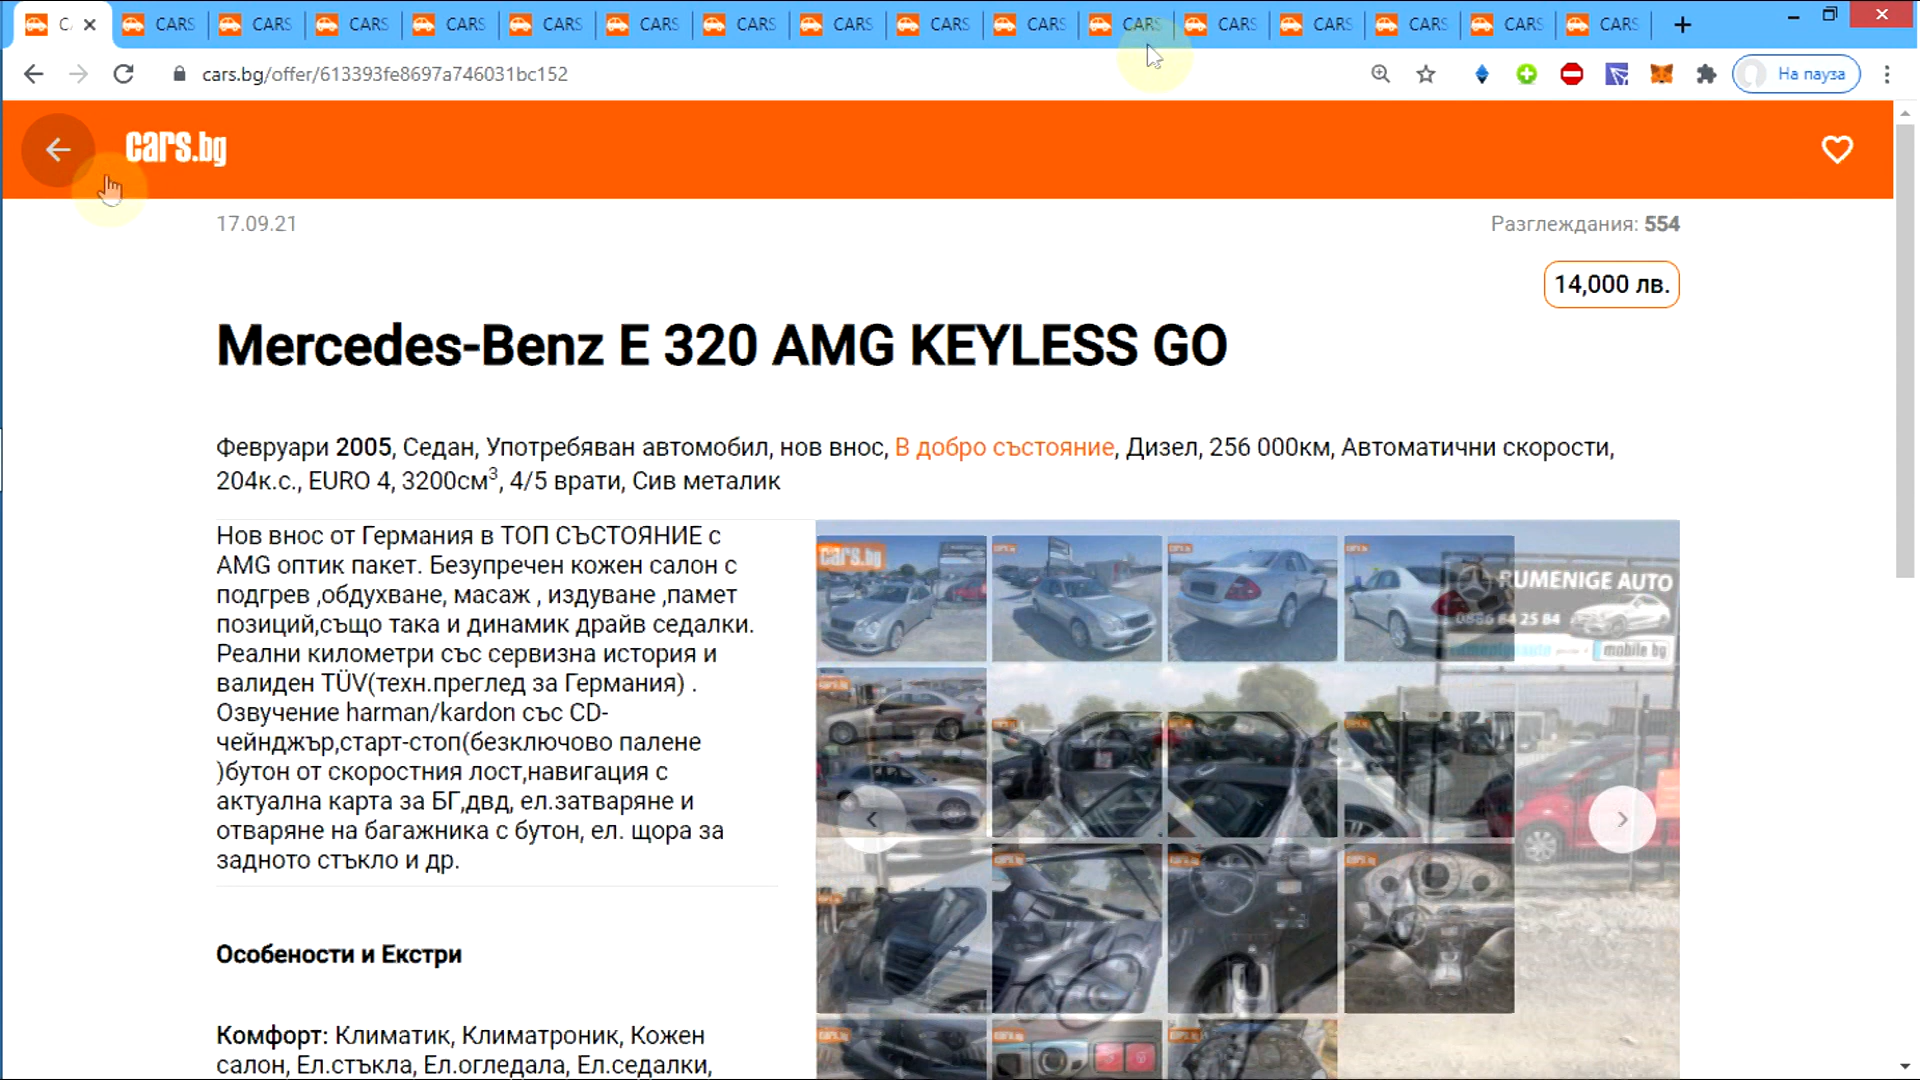 CARS CARS CARS CARS CARS CARS CARS CARS CARS CARS CARS CARS CARS CARS CARS CARS
cars.bg/offer/613393fe8697a746031bc152
На пауза
cars.bg
17.09.21
Разглеждания: 554
14,000 лв.
Mercedes-Benz E 320 AMG KEYLESS GO
Февруари 2005, Седан, Употребяван автомобил, нов внос, В добро състояние, Дизел, 256 000км, Автоматични скорости,
204к.с., EURO 4, 3200см³, 4/5 врати, Сив металик
Нов внос от Германия в ТОП СЪСТОЯНИЕ с
AMG оптик пакет. Безупречен кожен салон с
подгрев ,обдухване, масаж , издуване ,памет
позиций,също така и динамик драйв седалки.
Реални километри със сервизна история и
валиден TÜV(техн.преглед за Германия) .
Озвучение harman/kardon със CD-
чейнджър,старт-стоп(безключово палене
)бутон от скоростния лост,навигация с
актуална карта за БГ,двд, ел.затваряне и
отваряне на багажника с бутон, ел. щора за
задното стъкло и др.
cars.bg
RUMENIGE AUTO
mobile bg
Особености и Екстри
Комфорт: Климатик, Климатроник, Кожен
салон, Ел.стъкла, Ел.огледала, Ел.седалки,